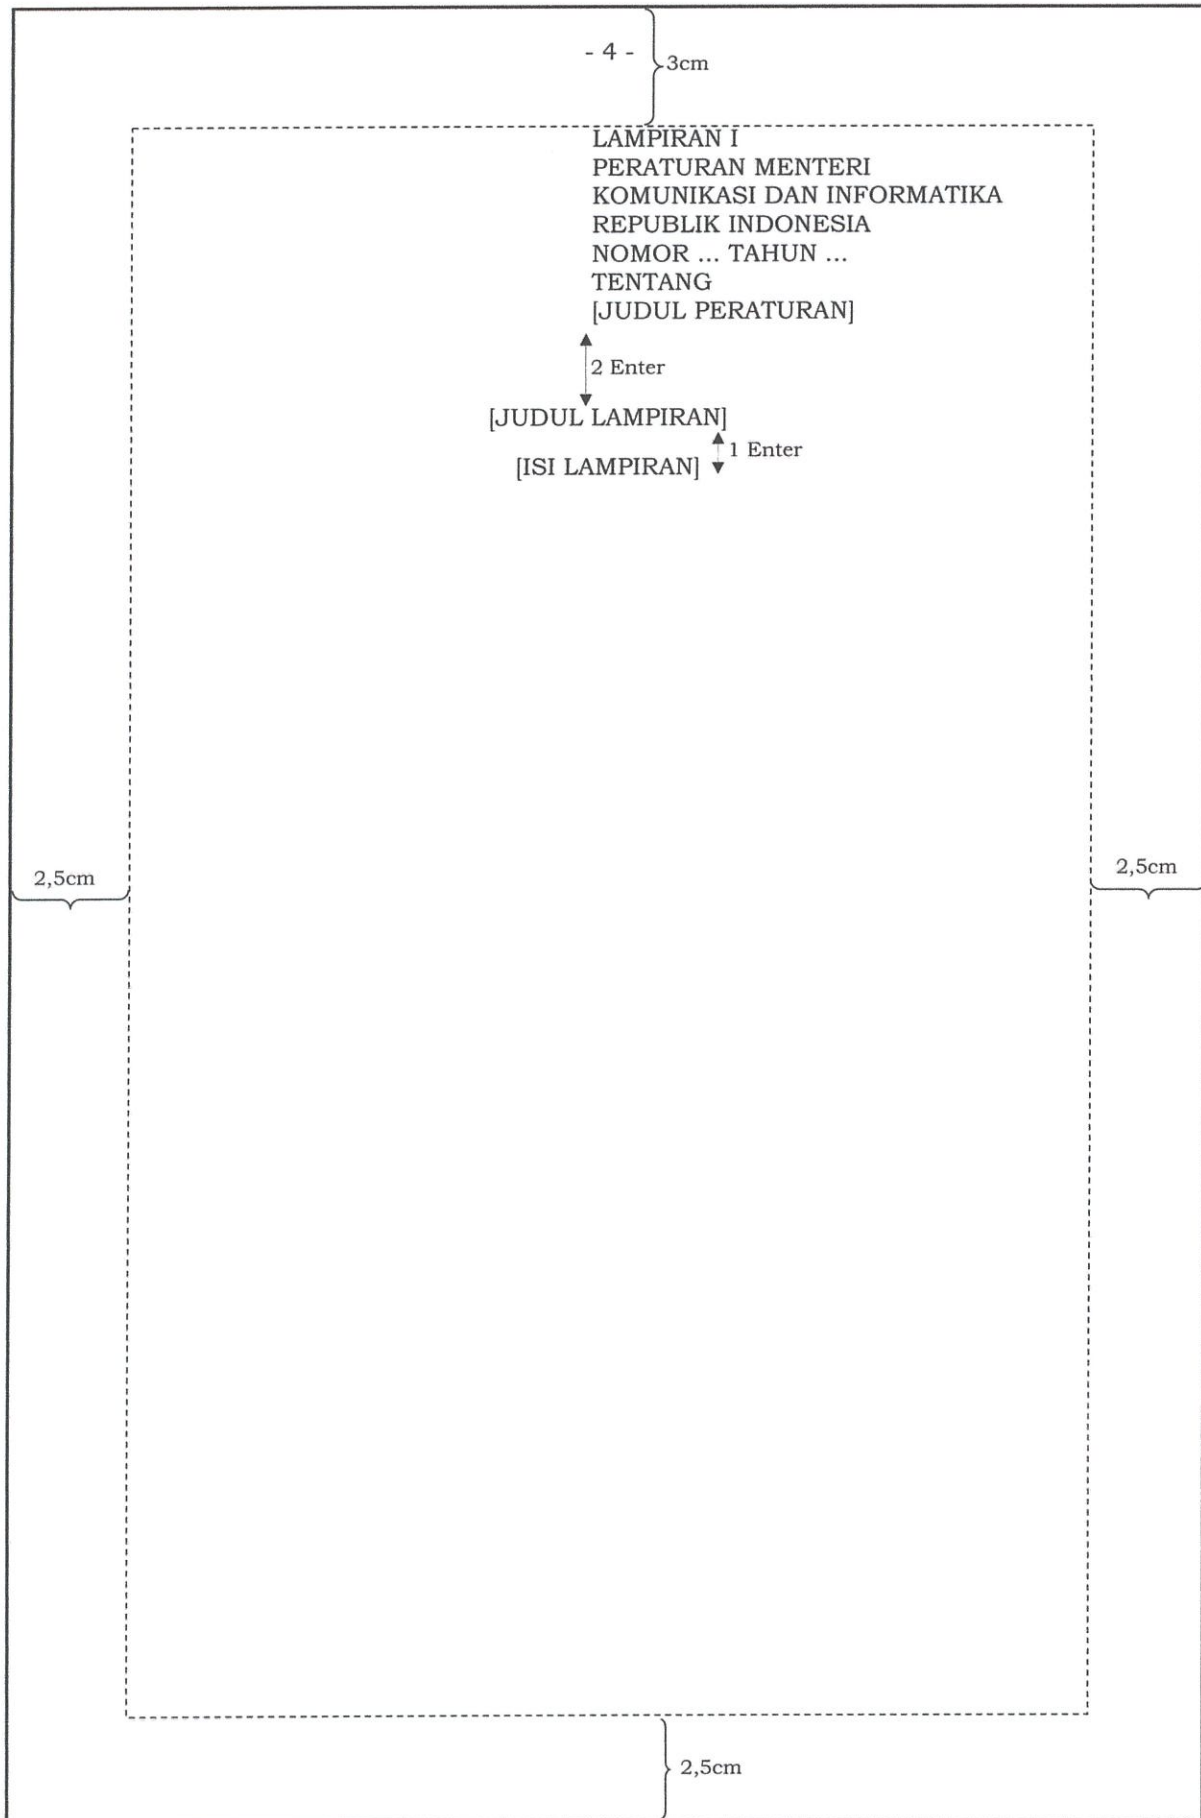 - 4 -
3cm
LAMPIRAN I
PERATURAN MENTERI
KOMUNIKASI DAN INFORMATIKA
REPUBLIK INDONESIA
NOMOR ... TAHUN ...
TENTANG
[JUDUL PERATURAN]
2 Enter
[JUDUL LAMPIRAN]
1 Enter
[ISI LAMPIRAN]
2,5cm
2,5cm
2,5cm